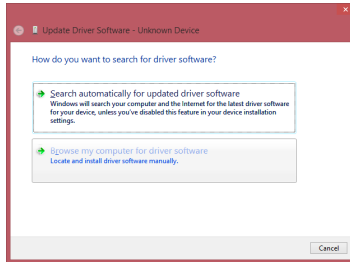 Update Driver Software - Unknown Device
How do you want to search for driver software?
Search automatically for updated driver software
Windows will search your computer and the Internet for the latest driver software
for your device, unless you've disabled this feature in your device installation
settings.
Browse my computer for driver software
Locate and install driver software manually.
Cancel